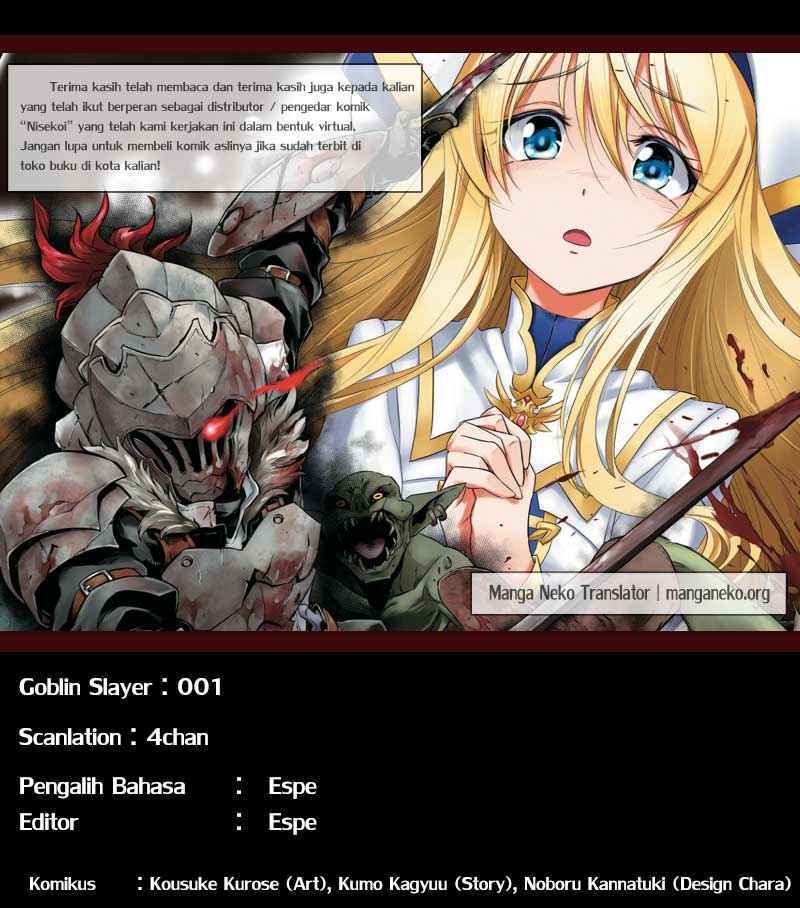 Terima kasih telah membaca dan terima kasih juga kepada kalian
yang telah ikut berperan sebagai distributor / pengedar komik
“Nisekoi” yang telah kami kerjakan ini dalam bentuk virtual.
Jangan lupa untuk membeli komik aslinya jika sudah terbit di
toko buku di kota kalian!
Manga Neko Translator | manganeko.org
Goblin Slayer : 001
Scanlation : 4chan
Pengalih Bahasa : Espe
Editor : Espe
Komikus : Kousuke Kurose (Art), Kumo Kagyuu (Story), Noboru Kannatuki (Design Chara)